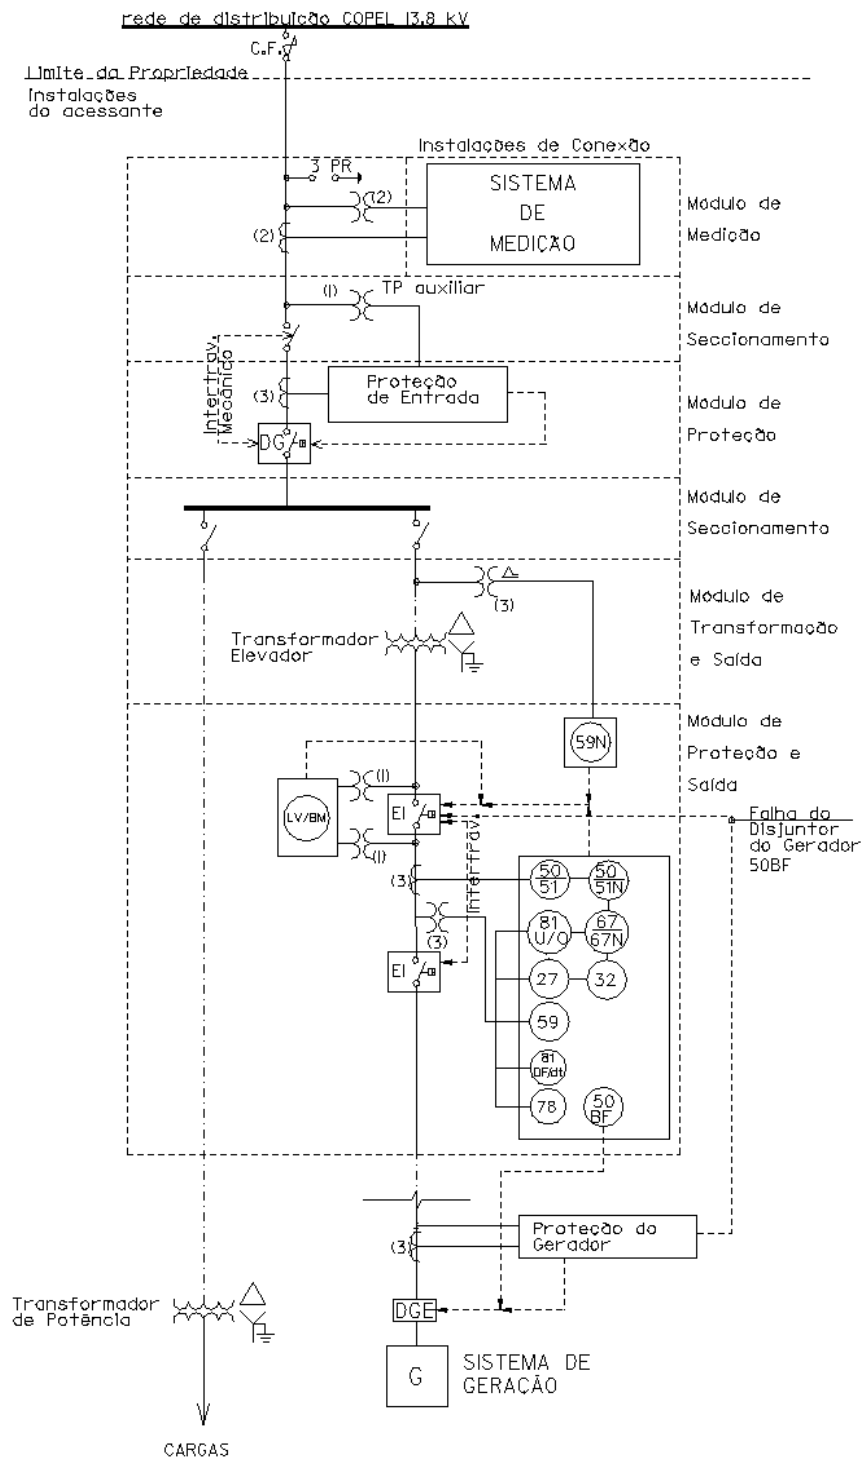 rede de distribuição COPEL 13.8 kV
C.F.
Limite da Propriedade
Instalações
do acessante
Instalações de Conexão
3 PR
(2)
SISTEMA
DE
MEDIÇÃO
(2)
Módulo de
Medição
(1)
TP auxiliar
Módulo de
Seccionamento
Intertrav.
Mecânico
(3)
Proteção
de Entrada
Módulo de
Proteção
DG
Módulo de
Seccionamento
(3)
Módulo de
Transformação
e Saída
Transformador
Elevador
Módulo de
Proteção e
Saída
59N
(1)
LV/BM
EI
(1)
Intertrav
Falha do
Disjuntor
do Gerador
50BF
(3)
50
51
50
51N
81
U/O
67
67N
(3)
EI
27
32
59
81
DF/dt
78
50
BF
Proteção do
Gerador
(3)
Transformador
de Potência
DGE
G
SISTEMA DE
GERAÇÃO
CARGAS